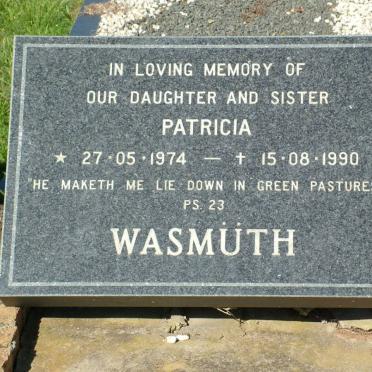 IN LOVING MEMORY OF
OUR DAUGHTER AND SISTER
PATRICIA
★ 27·05·1974 — ✝ 15·08·1990
"HE MAKETH ME LIE DOWN IN GREEN PASTURES
PS. 23
WASMÜTH